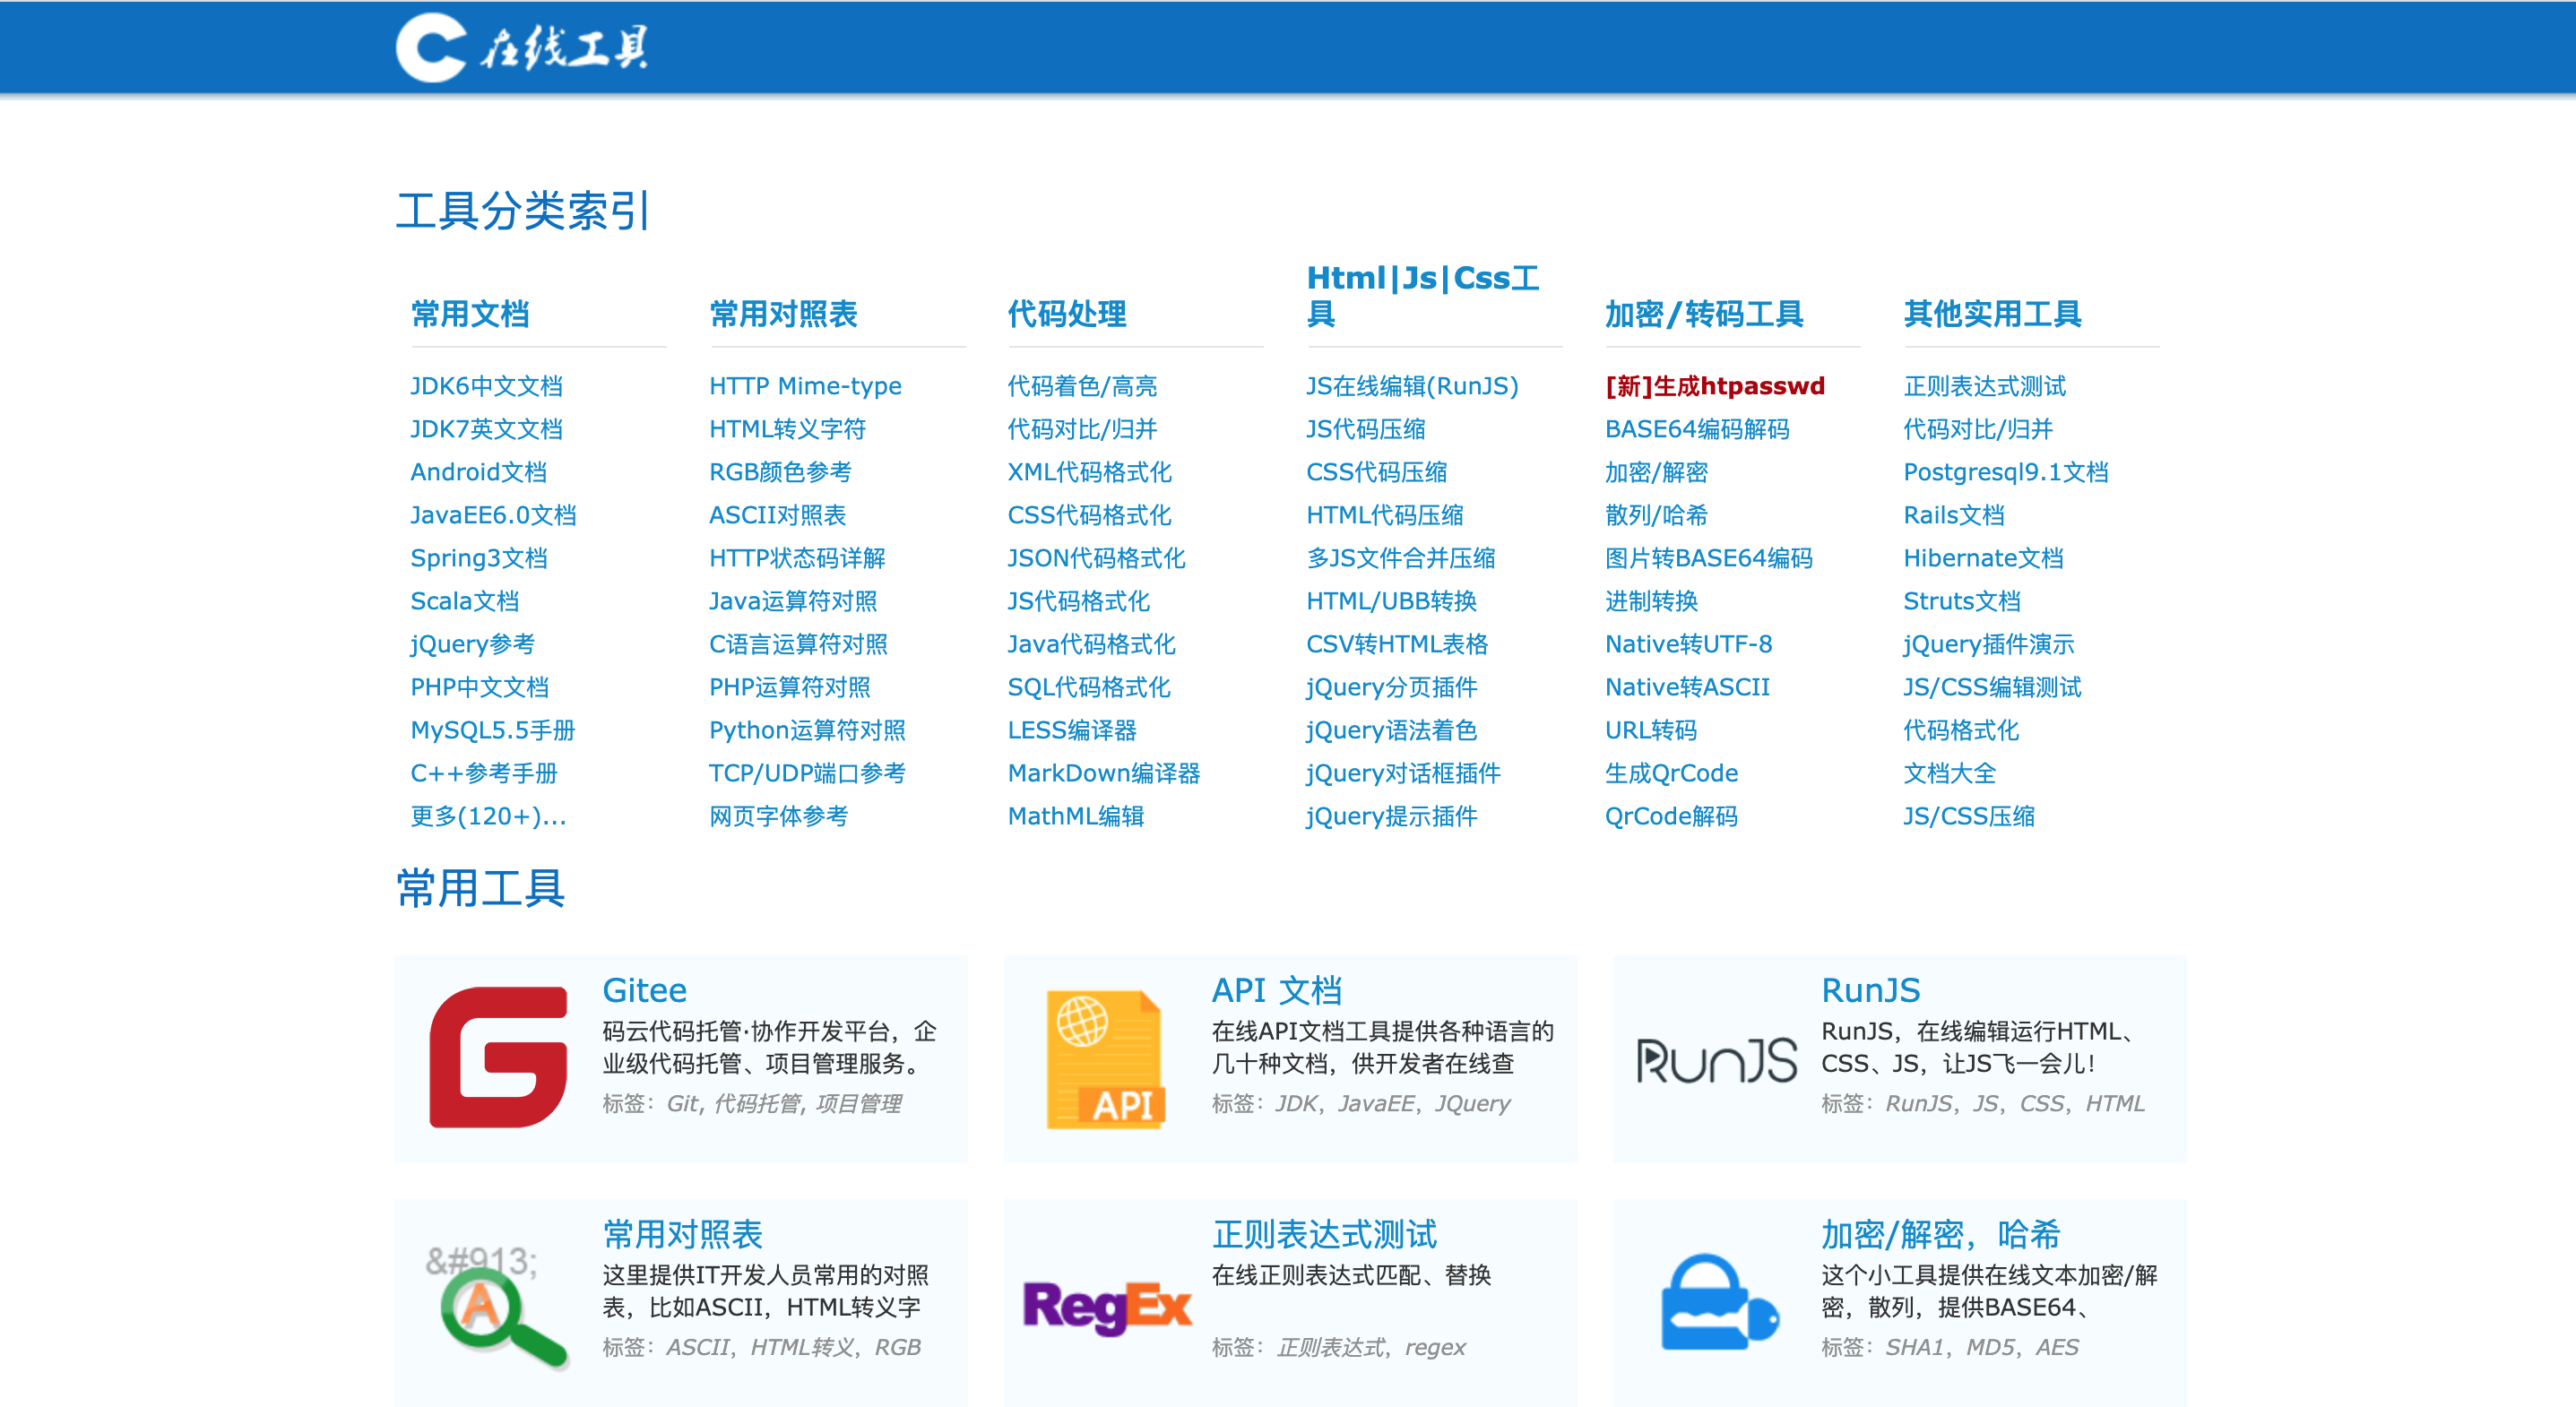 在线工具
工具分类索引
常用文档
JDK6中文文档
JDK7英文文档
Android文档
JavaEE6.0文档
Spring3文档
Scala文档
jQuery参考
PHP中文文档
MySQL5.5手册
C++参考手册
更多(120+)...
常用对照表
HTTP Mime-type
HTML转义字符
RGB颜色参考
ASCII对照表
HTTP状态码详解
Java运算符对照
C语言运算符对照
PHP运算符对照
Python运算符对照
TCP/UDP端口参考
网页字体参考
代码处理
代码着色/高亮
代码对比/归并
XML代码格式化
CSS代码格式化
JSON代码格式化
JS代码格式化
Java代码格式化
SQL代码格式化
LESS编译器
MarkDown编译器
MathML编辑
Html|Js|Css工
具
JS在线编辑(RunJS)
JS代码压缩
CSS代码压缩
HTML代码压缩
多JS文件合并压缩
HTML/UBB转换
CSV转HTML表格
jQuery分页插件
jQuery语法着色
jQuery对话框插件
jQuery提示插件
加密/转码工具
[新]生成htpasswd
BASE64编码解码
加密/解密
散列/哈希
图片转BASE64编码
进制转换
Native转UTF-8
Native转ASCII
URL转码
生成QrCode
QrCode解码
其他实用工具
正则表达式测试
代码对比/归并
Postgresql9.1文档
Rails文档
Hibernate文档
Struts文档
jQuery插件演示
JS/CSS编辑测试
代码格式化
文档大全
JS/CSS压缩
常用工具
Gitee
码云代码托管·协作开发平台，企
业级代码托管、项目管理服务。
标签：Git, 代码托管, 项目管理
API
API 文档
在线API文档工具提供各种语言的
几十种文档，供开发者在线查
标签：JDK，JavaEE，JQuery
RunJS
RunJS
RunJS，在线编辑运行HTML、
CSS、JS，让JS飞一会儿！
标签：RunJS，JS，CSS，HTML
&#913;
A
常用对照表
这里提供IT开发人员常用的对照
表，比如ASCII，HTML转义字
标签：ASCII，HTML转义，RGB
RegEx
正则表达式测试
在线正则表达式匹配、替换
标签：正则表达式，regex
加密/解密，哈希
这个小工具提供在线文本加密/解
密，散列，提供BASE64、
标签：SHA1，MD5，AES